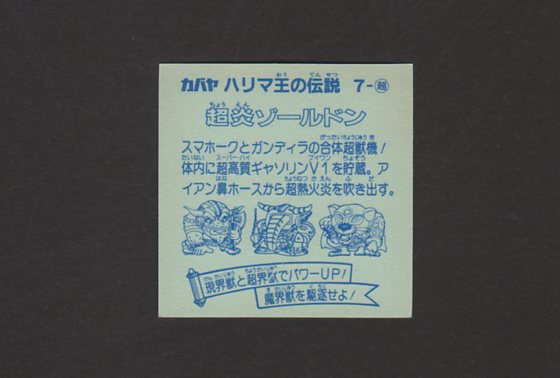 カバヤ ハリマ王の伝説 7-超
超炎ゾールドン
スマホークとガンディラの合体超獣機!
体内に超高質ギャソリンV1を貯蔵。ア
イアン鼻ホースから超熱火炎を吹き出す。
現界獣と超界獣でパワーUP!
魔界獣を駆逐せよ!